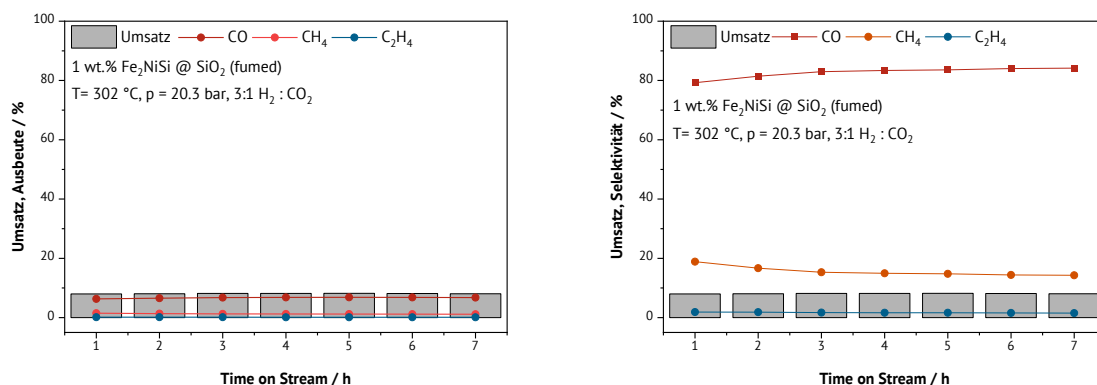 100
80
60
40
20
0
Umsatz, Ausbeute / %
Umsatz CO CH₄ C₂H₄
1 wt.% Fe₂NiSi @ SiO₂ (fumed)
T= 302 °C, p = 20.3 bar, 3:1 H₂ : CO₂
1 2 3 4 5 6 7
Time on Stream / h
100
80
60
40
20
0
Umsatz, Selektivität / %
Umsatz CO CH₄ C₂H₄
1 wt.% Fe₂NiSi @ SiO₂ (fumed)
T= 302 °C, p = 20.3 bar, 3:1 H₂ : CO₂
1 2 3 4 5 6 7
Time on Stream / h